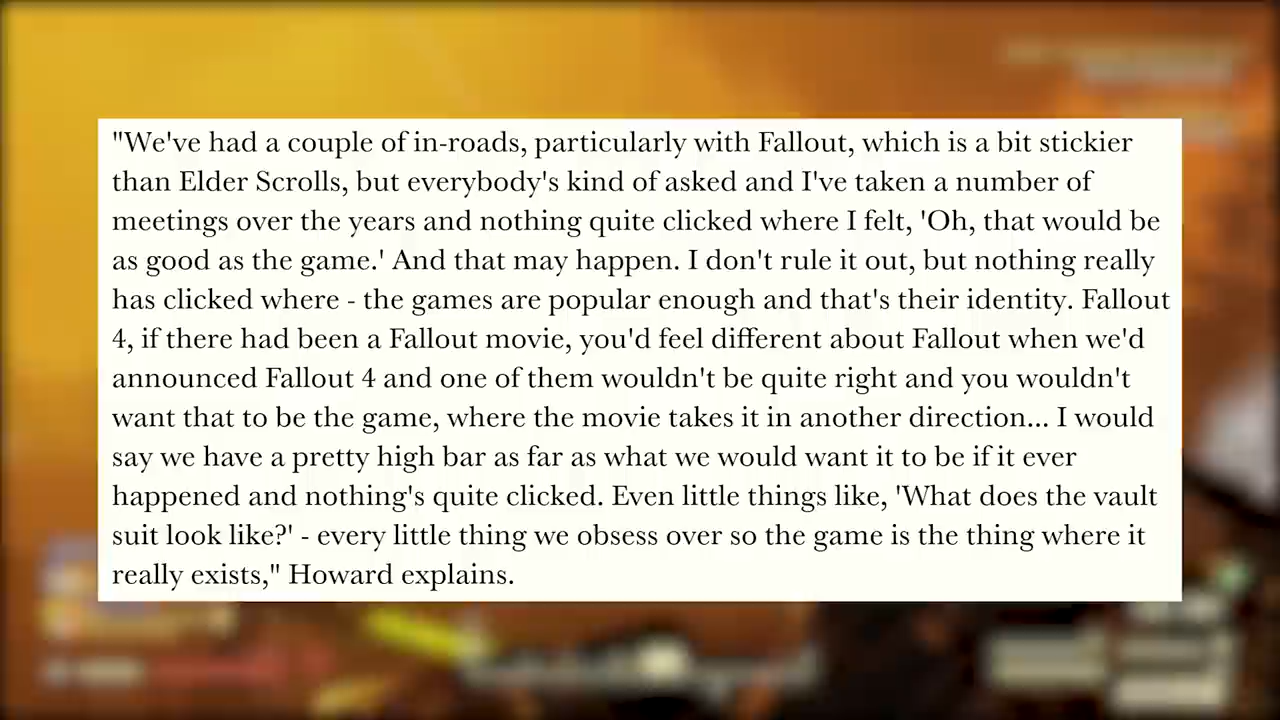 "We've had a couple of in-roads, particularly with Fallout, which is a bit stickier
than Elder Scrolls, but everybody's kind of asked and I've taken a number of
meetings over the years and nothing quite clicked where I felt, 'Oh, that would be
as good as the game.' And that may happen. I don't rule it out, but nothing really
has clicked where - the games are popular enough and that's their identity. Fallout
4, if there had been a Fallout movie, you'd feel different about Fallout when we'd
announced Fallout 4 and one of them wouldn't be quite right and you wouldn't
want that to be the game, where the movie takes it in another direction... I would
say we have a pretty high bar as far as what we would want it to be if it ever
happened and nothing's quite clicked. Even little things like, 'What does the vault
suit look like?' - every little thing we obsess over so the game is the thing where it
really exists," Howard explains.